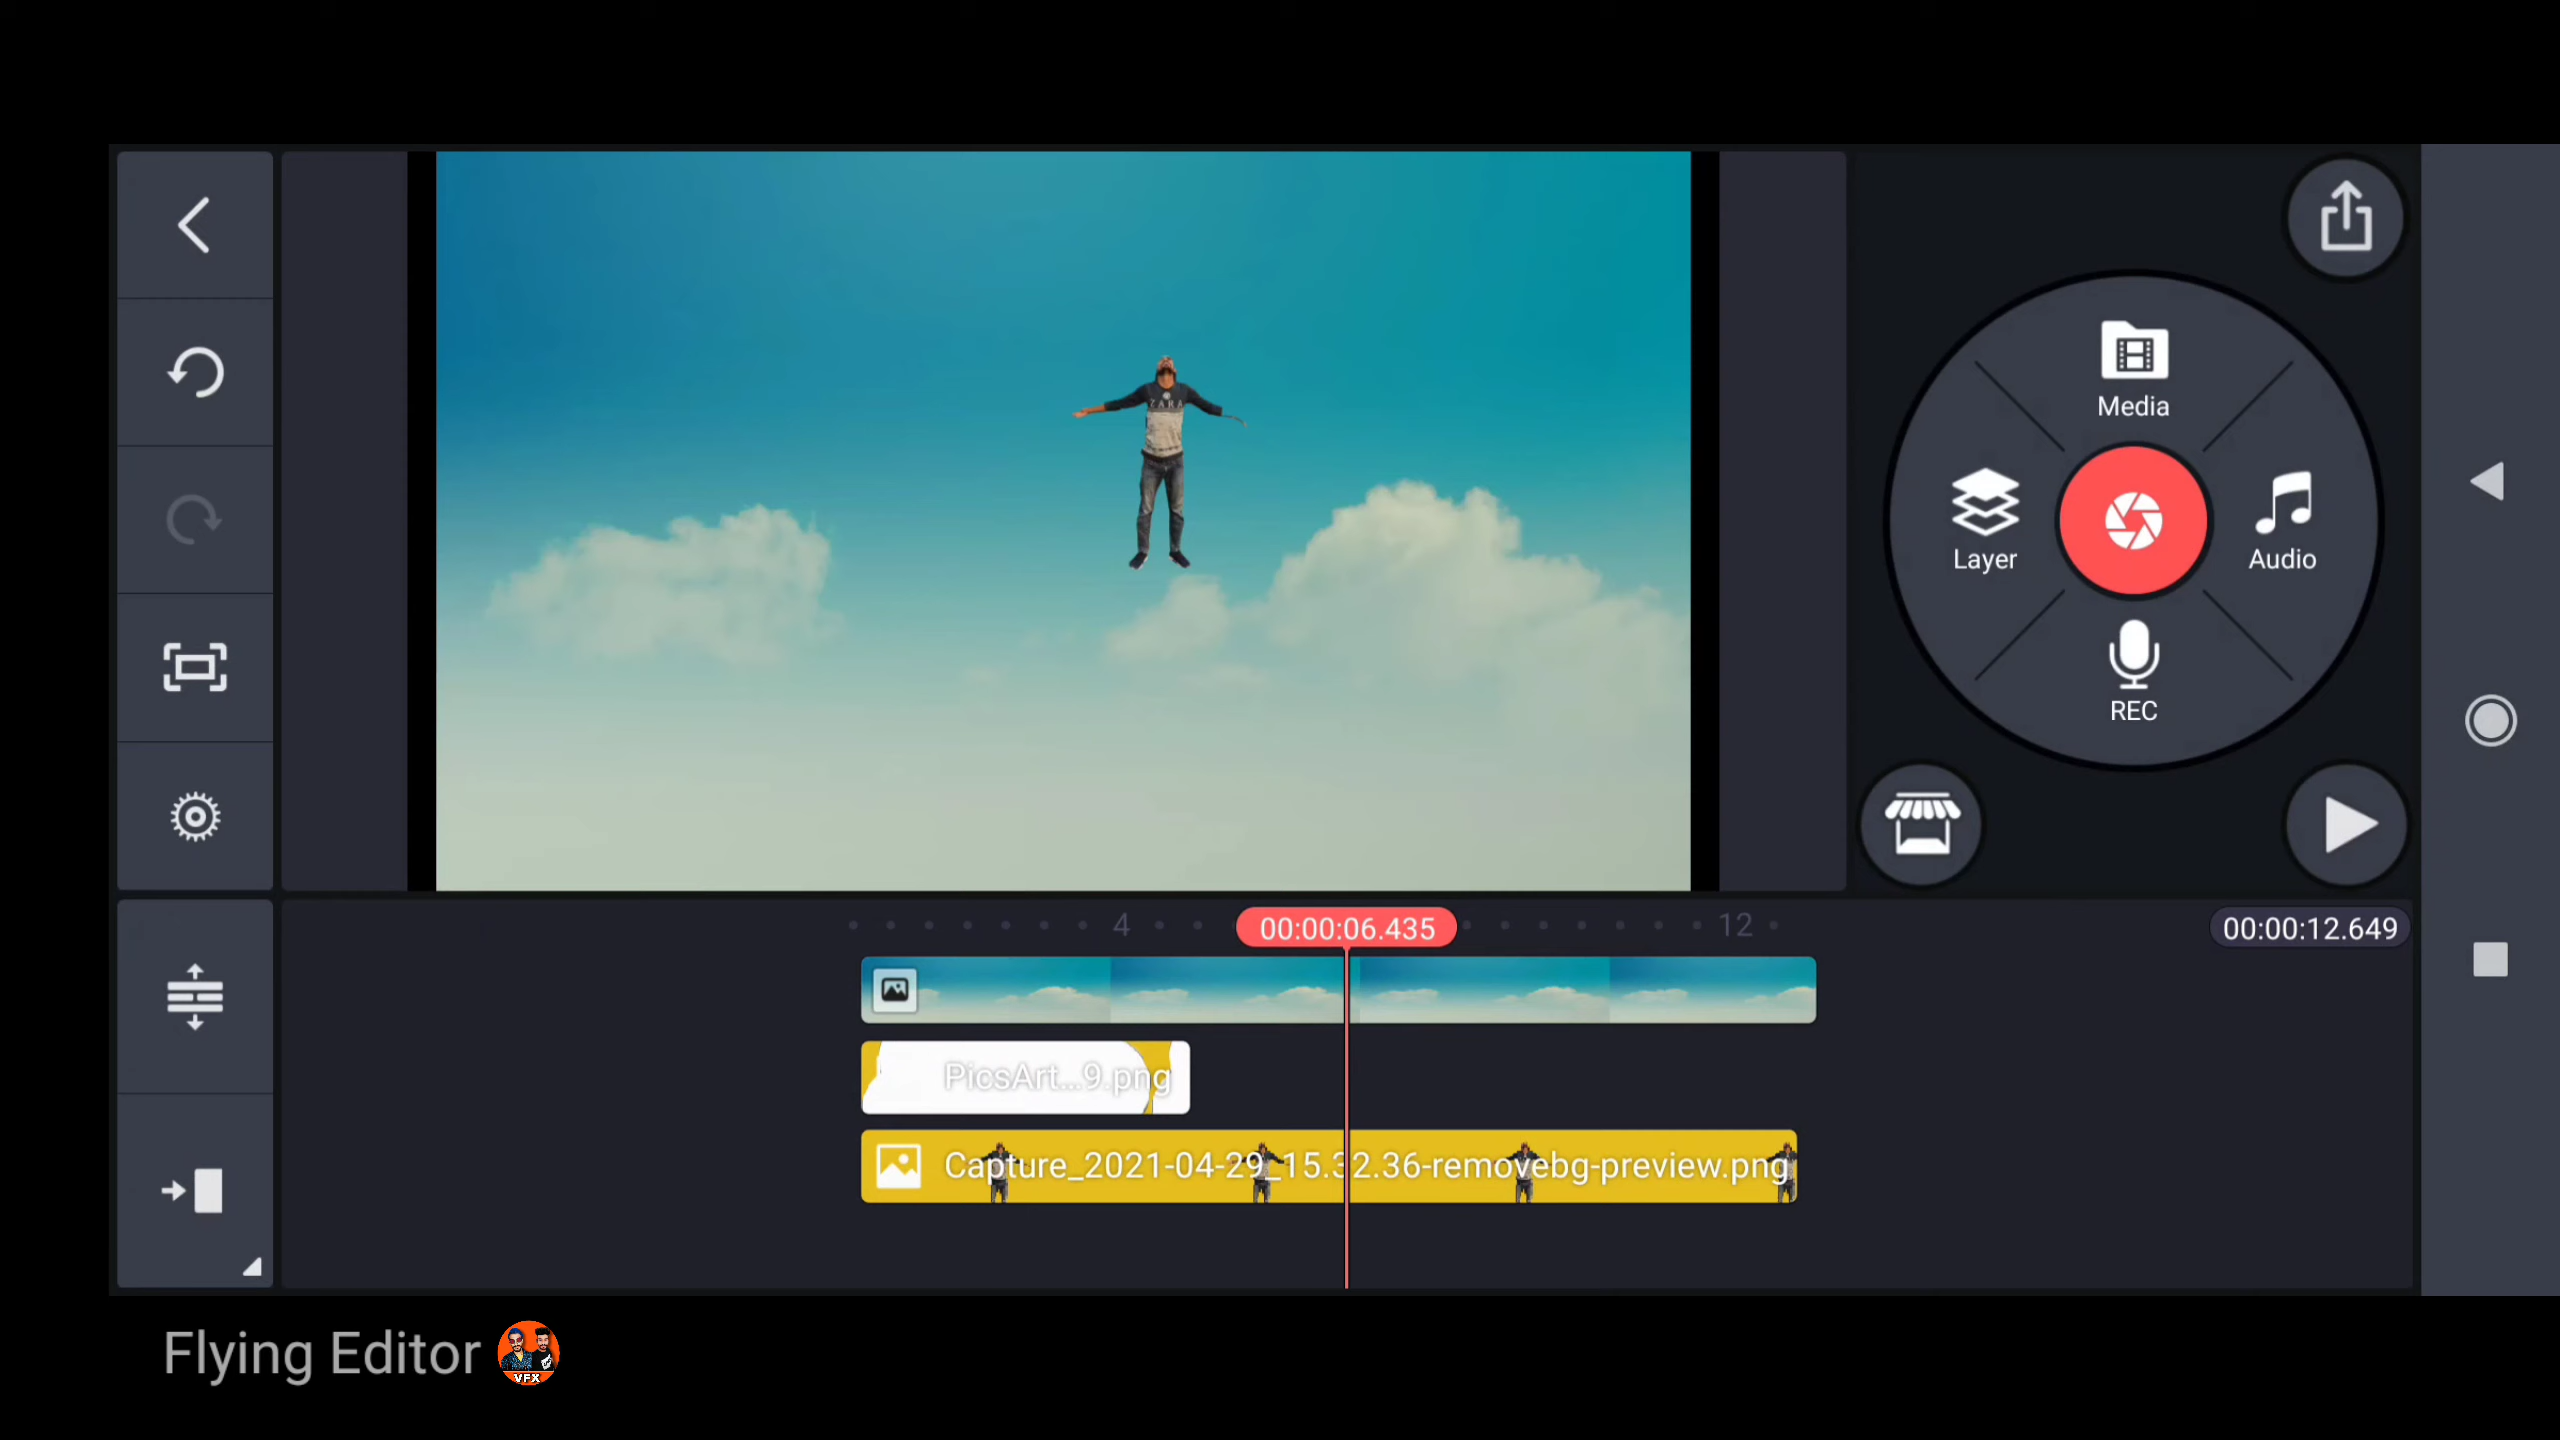 Media
Layer
Audio
REC
ZARA
4
00:00:06.435
12
00:00:12.649
PicsArt...9.png
Capture_2021-04-29_15.32.36-removebg-preview.png
Flying Editor
VFX